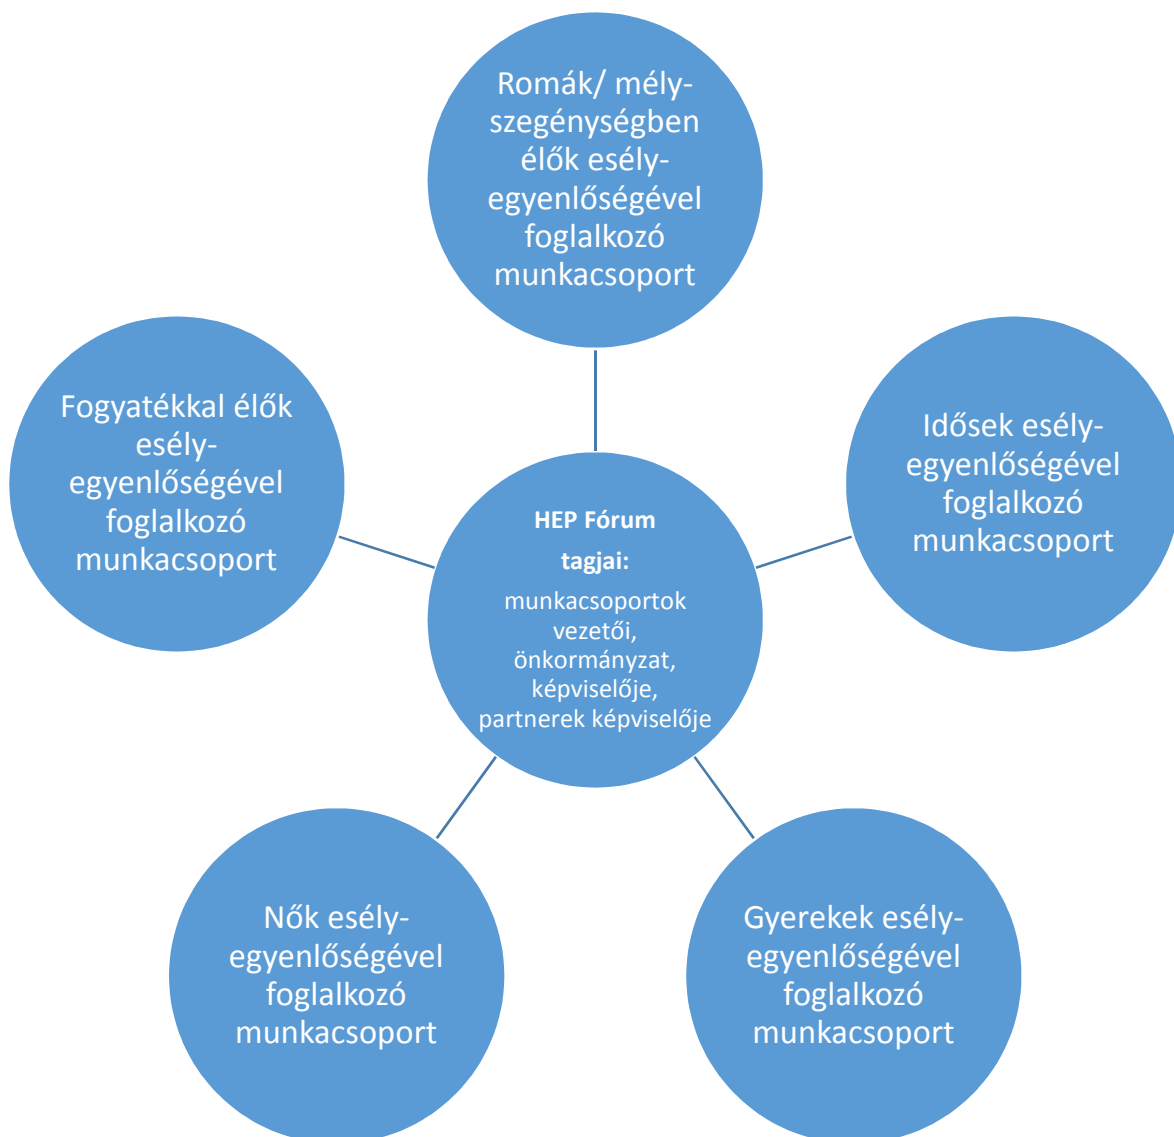 Romák/ mély-
szegénységben
élők esély-
egyenlőségével
foglalkozó
munkacsoport
Fogyatékkal élők
esély-
egyenlőségével
foglalkozó
munkacsoport
Idősek esély-
egyenlőségével
foglalkozó
munkacsoport
HEP Fórum
tagjai:
munkacsoportok
vezetői,
önkormányzat,
képviselője,
partnerek képviselője
Nők esély-
egyenlőségével
foglalkozó
munkacsoport
Gyerekek esély-
egyenlőségével
foglalkozó
munkacsoport